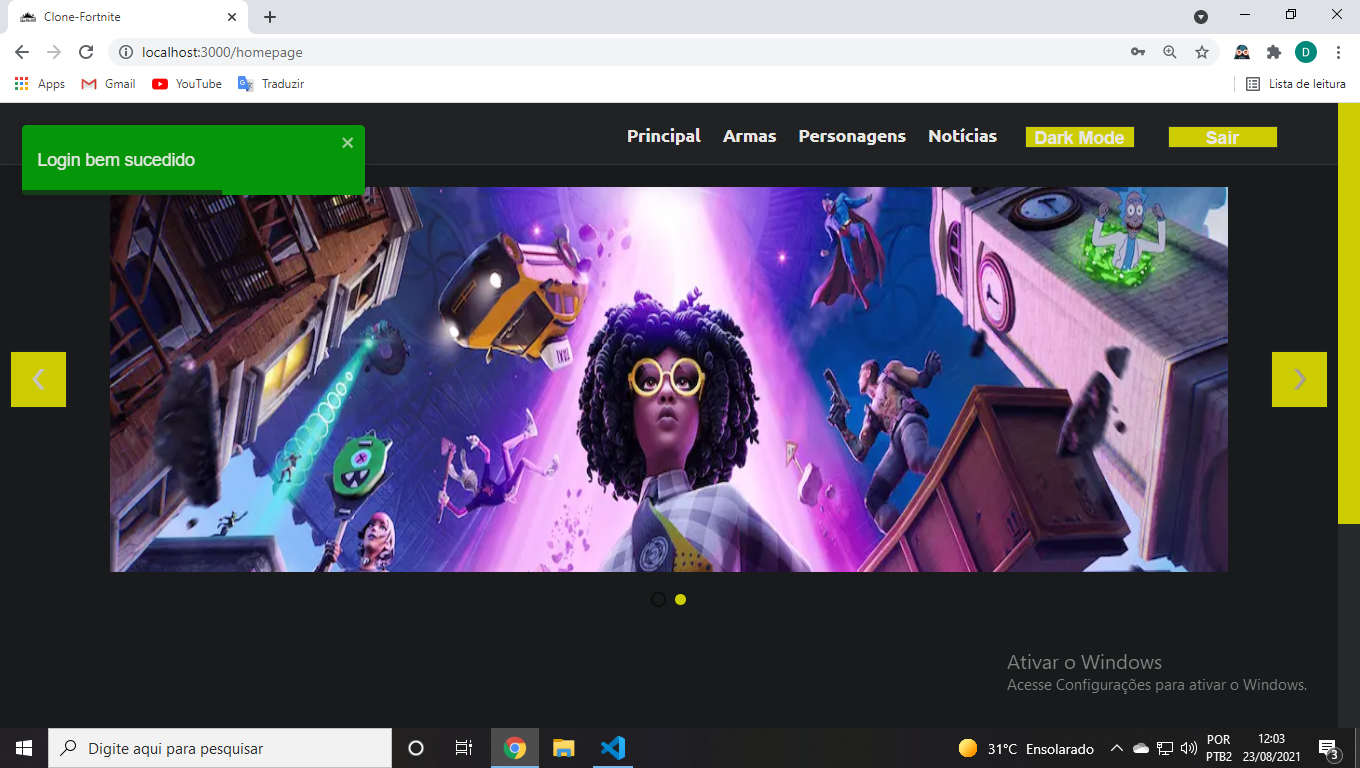 Clone-Fortnite
localhost:3000/homepage
D
Apps
Gmail
YouTube
Traduzir
Lista de leitura
Login bem sucedido
Principal
Armas
Personagens
Notícias
Dark Mode
Sair
Ativar o Windows
Acesse Configurações para ativar o Windows.
Digite aqui para pesquisar
31°C Ensolarado
POR
PTB2
12:03
23/08/2021
3